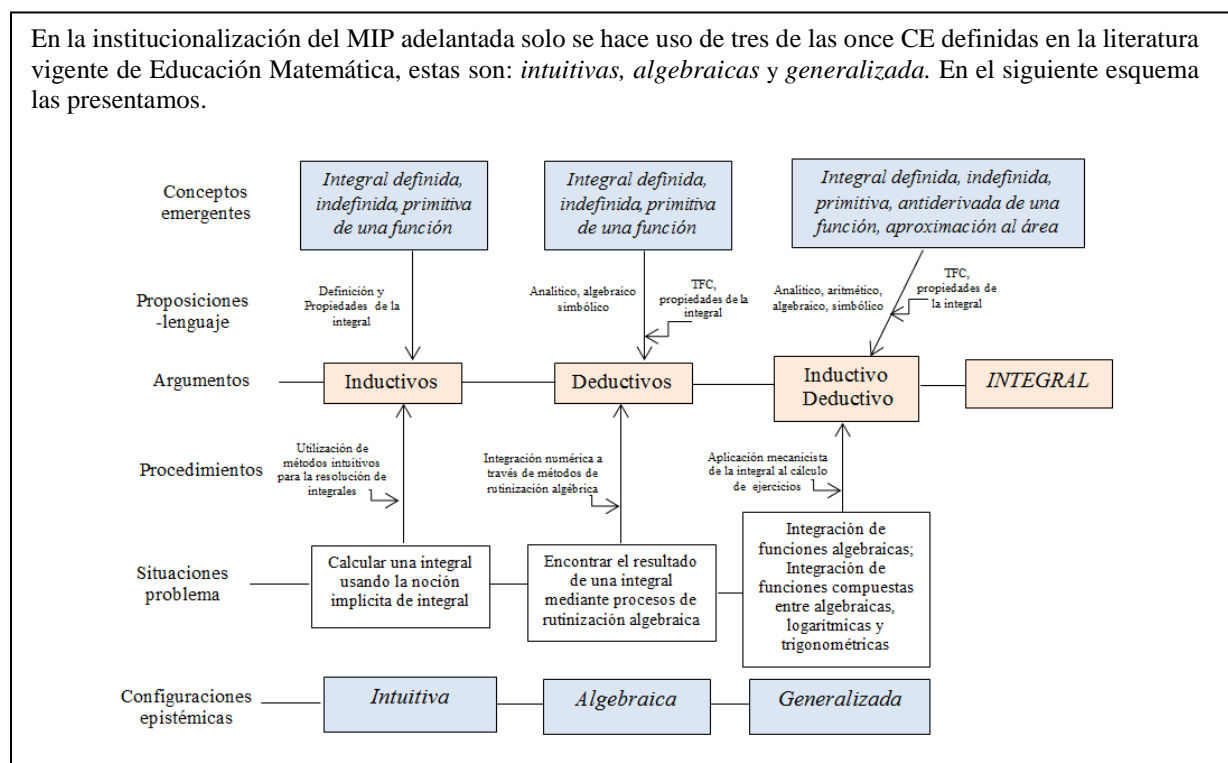 En la institucionalización del MIP adelantada solo se hace uso de tres de las once CE definidas en la literatura
vigente de Educación Matemática, estas son: intuitivas, algebraicas y generalizada. En el siguiente esquema
las presentamos.
Conceptos
emergentes
Integral definida,
indefinida, primitiva
de una función
Integral definida,
indefinida, primitiva
de una función
Integral definida, indefinida,
primitiva, antiderivada de una
función, aproximación al área
Proposiciones
-lenguaje
Definición y
Propiedades de la
integral
Analítico, algebraico
simbólico
TFC,
propiedades de la
integral
Analítico, aritmético,
algebraico, simbólico
TFC,
propiedades de
la integral
Argumentos
Inductivos
Deductivos
Inductivo
Deductivo
INTEGRAL
Procedimientos
Utilización de
métodos intuitivos
para la resolución de
integrales
Integración numérica a
través de métodos de
rutinización algébrica
Aplicación mecanicista
de la integral al cálculo
de ejercicios
Situaciones
problema
Calcular una integral
usando la noción
implícita de integral
Encontrar el resultado
de una integral
mediante procesos de
rutinización algebraica
Integración de
funciones algebraicas;
Integración de
funciones compuestas
entre algebraicas,
logarítmicas y
trigonométricas
Configuraciones
epistémicas
Intuitiva
Algebraica
Generalizada